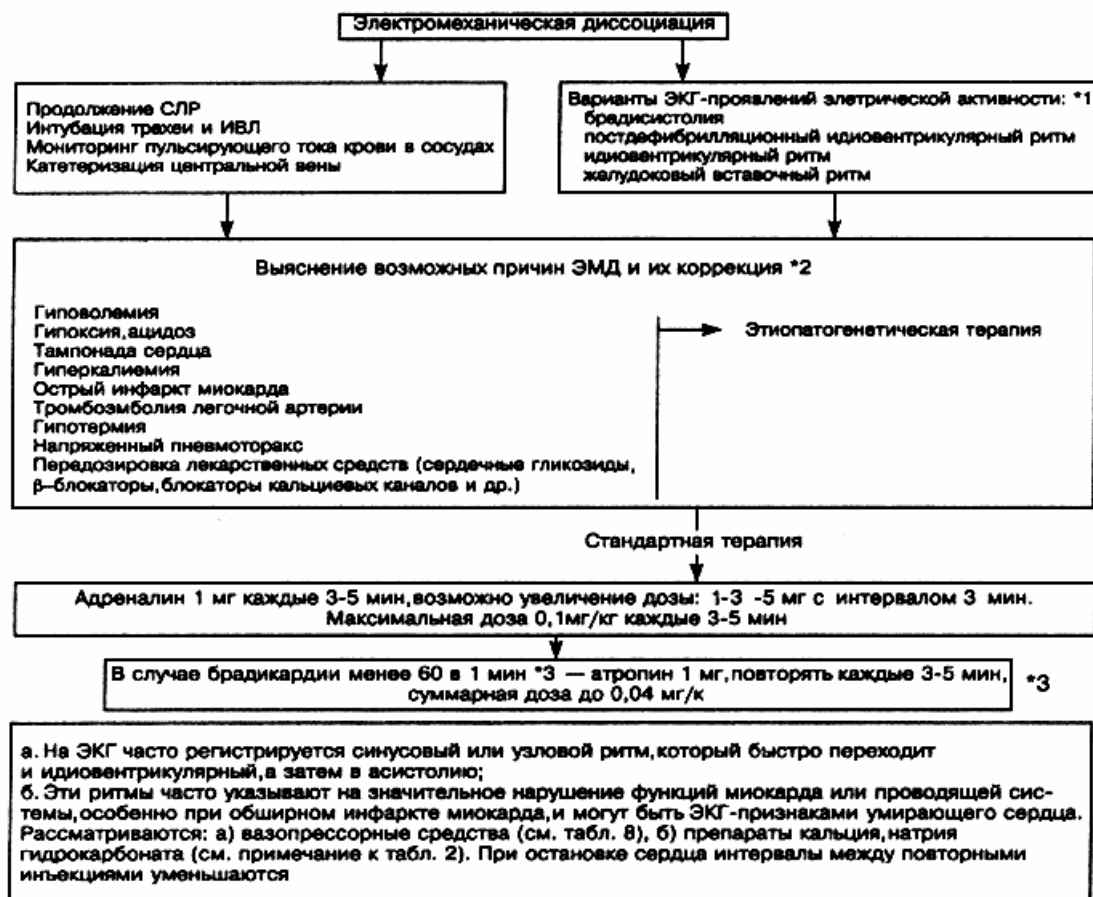 Электромеханическая диссоциация
Продолжение СЛР
Интубация трахеи и ИВЛ
Мониторинг пульсирующего тока крови в сосудах
Катетеризация центральной вены
Варианты ЭКГ-проявлений элетрической активности: *1
брадисистолия
постдефибрилляционный идиовентрикулярный ритм
идиовентрикулярный ритм
желудоковый вставочный ритм
Выяснение возможных причин ЭМД и их коррекция *2
Гиповолемия
Гипоксия,ацидоз
Тампонада сердца
Гиперкалиемия
Острый инфаркт миокарда
Тромбоэмболия легочной артерии
Гипотермия
Напряженный пневмоторакс
Передозировка лекарственных средств (сердечные гликозиды,
β–блокаторы,блокаторы кальциевых каналов и др.)
Этиопатогенетическая терапия
Стандартная терапия
Адреналин 1 мг каждые 3-5 мин,возможно увеличение дозы: 1-3 -5 мг с интервалом 3 мин.
Максимальная доза 0,1мг/кг каждые 3-5 мин
В случае брадикардии менее 60 в 1 мин *3 — атропин 1 мг,повторять каждые 3-5 мин,
суммарная доза до 0,04 мг/к
*3
а. На ЭКГ часто регистрируется синусовый или узловой ритм,который быстро переходит
и идиовентрикулярный,а затем в асистолию;
б. Эти ритмы часто указывают на значительное нарушение функций миокарда или проводящей сис-
темы,особенно при обширном инфаркте миокарда,и могут быть ЭКГ-признаками умирающего сердца.
Рассматриваются: а) вазопрессорные средства (см. табл. 8), б) препараты кальция,натрия
гидрокарбоната (см. примечание к табл. 2). При остановке сердца интервалы между повторными
инъекциями уменьшаются